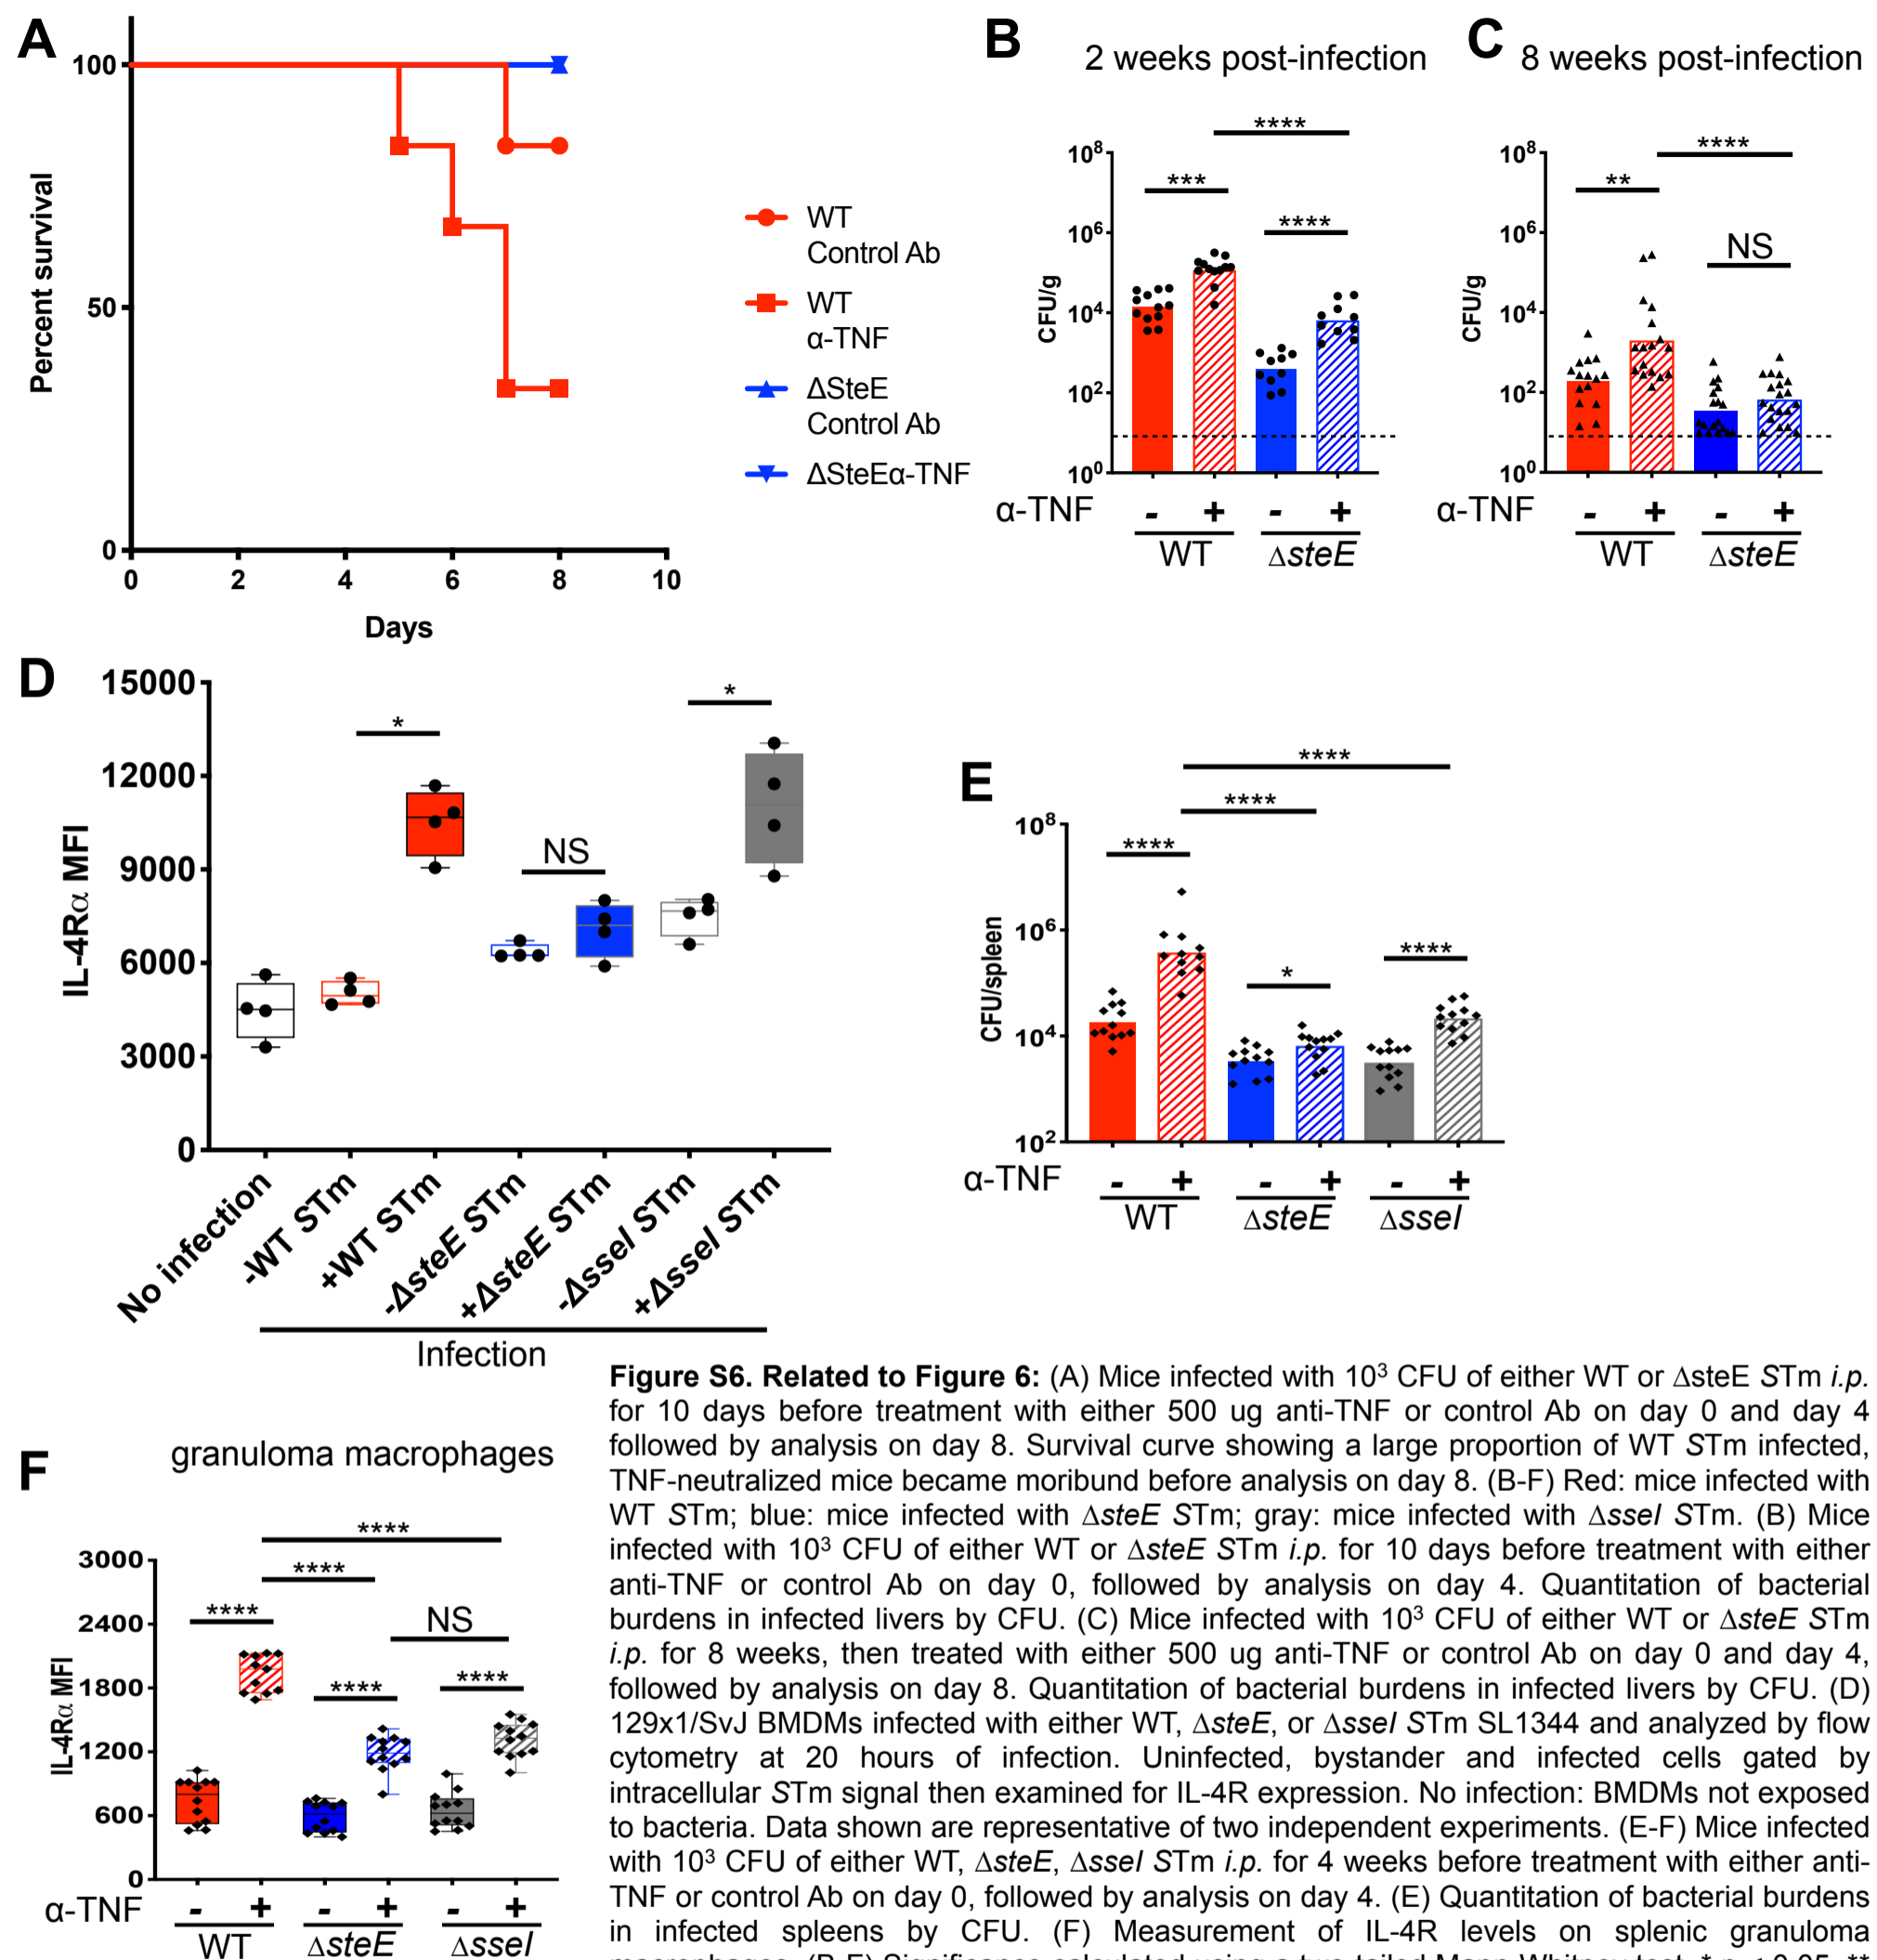 A
100
50
0
Percent survival
0 2 4 6 8 10
Days
WT
Control Ab
WT
α-TNF
ΔSteE
Control Ab
ΔSteEα-TNF
B
2 weeks post-infection
****
***
****
10⁸
10⁶
10⁴
10²
10⁰
CFU/g
α-TNF - + - +
WT ΔsteE
C
8 weeks post-infection
****
**
NS
10⁸
10⁶
10⁴
10²
10⁰
CFU/g
α-TNF - + - +
WT ΔsteE
D
15000
12000
9000
6000
3000
0
IL-4Rα MFI
*
NS
*
No infection
-WT STm
+WT STm
-ΔsteE STm
+ΔsteE STm
-ΔsseI STm
+ΔsseI STm
Infection
E
****
****
****
*
****
10⁸
10⁶
10⁴
10²
CFU/spleen
α-TNF - + - + - +
WT ΔsteE ΔsseI
F
granuloma macrophages
****
****
****
NS
****
****
3000
2400
1800
1200
600
0
IL-4Rα MFI
α-TNF - + - + - +
WT ΔsteE ΔsseI
Figure S6. Related to Figure 6: (A) Mice infected with 10³ CFU of either WT or ΔsteE STm i.p.
for 10 days before treatment with either 500 ug anti-TNF or control Ab on day 0 and day 4
followed by analysis on day 8. Survival curve showing a large proportion of WT STm infected,
TNF-neutralized mice became moribund before analysis on day 8. (B-F) Red: mice infected with
WT STm; blue: mice infected with ΔsteE STm; gray: mice infected with ΔsseI STm. (B) Mice
infected with 10³ CFU of either WT or ΔsteE STm i.p. for 10 days before treatment with either
anti-TNF or control Ab on day 0, followed by analysis on day 4. Quantitation of bacterial
burdens in infected livers by CFU. (C) Mice infected with 10³ CFU of either WT or ΔsteE STm
i.p. for 8 weeks, then treated with either 500 ug anti-TNF or control Ab on day 0 and day 4,
followed by analysis on day 8. Quantitation of bacterial burdens in infected livers by CFU. (D)
129x1/SvJ BMDMs infected with either WT, ΔsteE, or ΔsseI STm SL1344 and analyzed by flow
cytometry at 20 hours of infection. Uninfected, bystander and infected cells gated by
intracellular STm signal then examined for IL-4R expression. No infection: BMDMs not exposed
to bacteria. Data shown are representative of two independent experiments. (E-F) Mice infected
with 10³ CFU of either WT, ΔsteE, ΔsseI STm i.p. for 4 weeks before treatment with either anti-
TNF or control Ab on day 0, followed by analysis on day 4. (E) Quantitation of bacterial burdens
in infected spleens by CFU. (F) Measurement of IL-4R levels on splenic granuloma